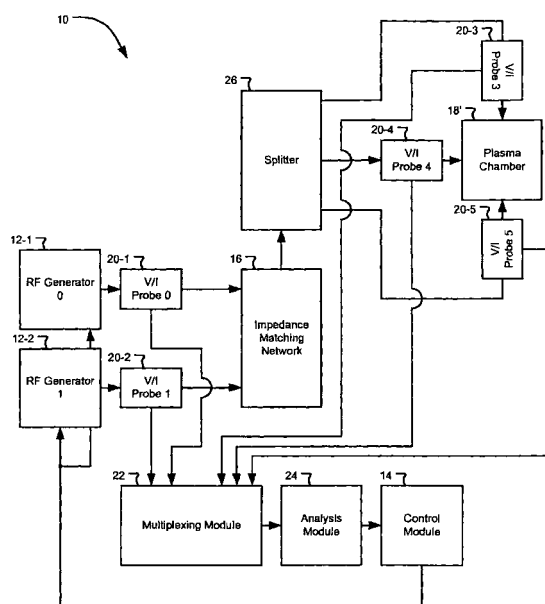 10
20-3
V/I
Probe 3
26
Splitter
20-4
V/I
Probe 4
18'
Plasma
Chamber
20-5
V/I
Probe 5
12-1
RF Generator
0
20-1
V/I
Probe 0
16
Impedance
Matching
Network
12-2
RF Generator
1
20-2
V/I
Probe 1
22
Multiplexing Module
24
Analysis
Module
14
Control
Module